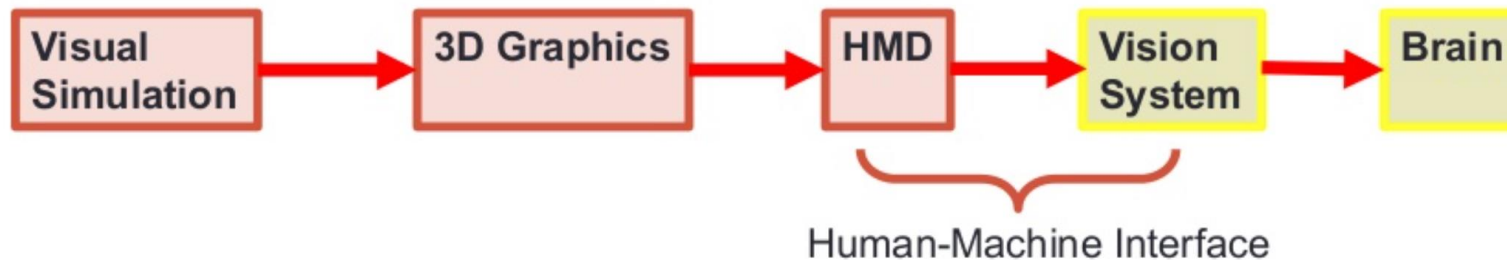 Visual
Simulation
3D Graphics
HMD
Vision
System
Brain
Human-Machine Interface